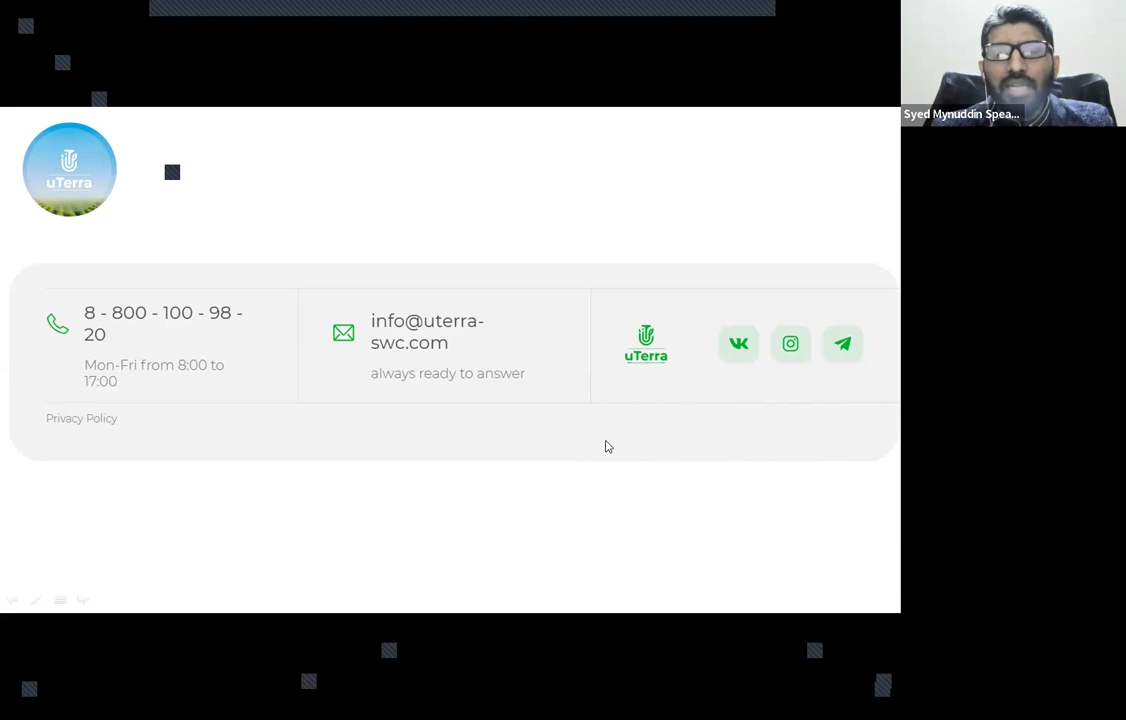 Syed Mynuddin Spea...
uTerra
8 - 800 - 100 - 98 -
20
Mon-Fri from 8:00 to
17:00
info@uterra-
swc.com
always ready to answer
uTerra
Privacy Policy